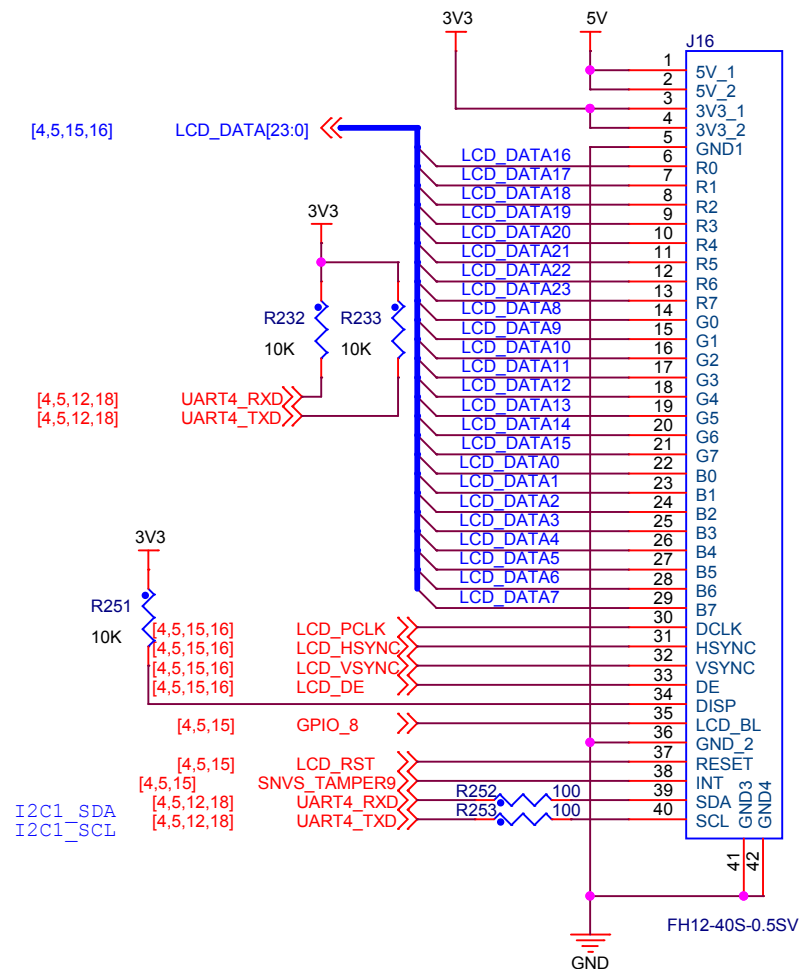 3V3 5V
J16
1 5V_1
2 5V_2
3 3V3_1
4 3V3_2
[4,5,15,16] LCD_DATA[23:0] 5 GND1
LCD_DATA16 6 R0
LCD_DATA17 7 R1
LCD_DATA18 8 R2
3V3 LCD_DATA19 9 R3
LCD_DATA20 10 R4
LCD_DATA21 11 R5
LCD_DATA22 12 R6
LCD_DATA23 13 R7
R232 R233 LCD_DATA8 14 G0
LCD_DATA9 15 G1
10K 10K LCD_DATA10 16 G2
LCD_DATA11 17 G3
[4,5,12,18] UART4_RXD LCD_DATA12 18 G4
[4,5,12,18] UART4_TXD LCD_DATA13 19 G5
LCD_DATA14 20 G6
LCD_DATA15 21 G7
LCD_DATA0 22 B0
LCD_DATA1 23 B1
LCD_DATA2 24 B2
LCD_DATA3 25 B3
3V3 LCD_DATA4 26 B4
LCD_DATA5 27 B5
LCD_DATA6 28 B6
R251 LCD_DATA7 29 B7
10K [4,5,15,16] LCD_PCLK 30 DCLK
[4,5,15,16] LCD_HSYNC 31 HSYNC
[4,5,15,16] LCD_VSYNC 32 VSYNC
[4,5,15,16] LCD_DE 33 DE
34 DISP
[4,5,15] GPIO_8 35 LCD_BL
36 GND_2
[4,5,15] LCD_RST 37 RESET
[4,5,15] SNVS_TAMPER9 38 INT
I2C1_SDA [4,5,12,18] UART4_RXD R252 100 39 SDA
I2C1_SCL [4,5,12,18] UART4_TXD R253 100 40 SCL
GND3 GND4
41 42
FH12-40S-0.5SV
GND